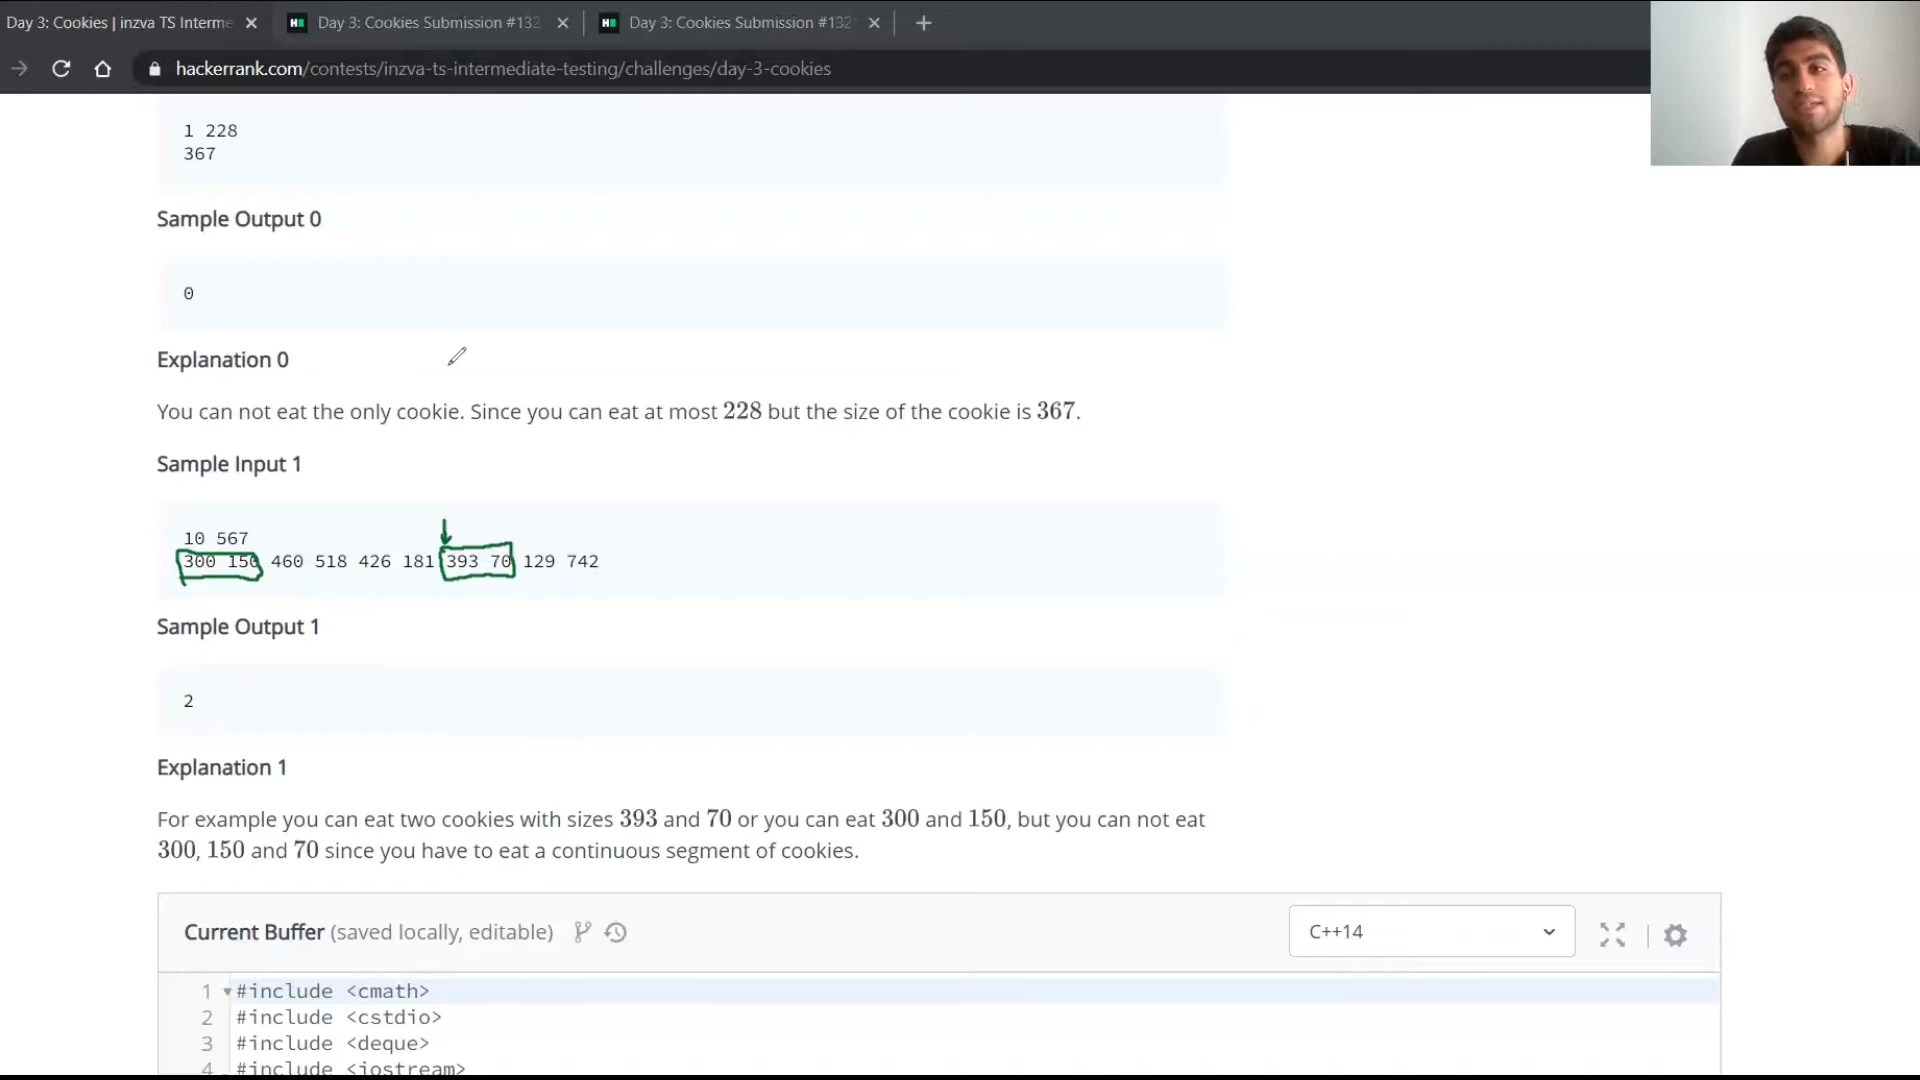 Day 3: Cookies | inzva TS Interme
Day 3: Cookies Submission #132
Day 3: Cookies Submission #132
hackerrank.com/contests/inzva-ts-intermediate-testing/challenges/day-3-cookies
1 228
367
Sample Output 0
0
Explanation 0
You can not eat the only cookie. Since you can eat at most 228 but the size of the cookie is 367.
Sample Input 1
10 567
300 150 460 518 426 181 393 70 129 742
Sample Output 1
2
Explanation 1
For example you can eat two cookies with sizes 393 and 70 or you can eat 300 and 150, but you can not eat
300, 150 and 70 since you have to eat a continuous segment of cookies.
Current Buffer (saved locally, editable)
C++14
1 #include <cmath>
2 #include <cstdio>
3 #include <deque>
4 #include <iostream>